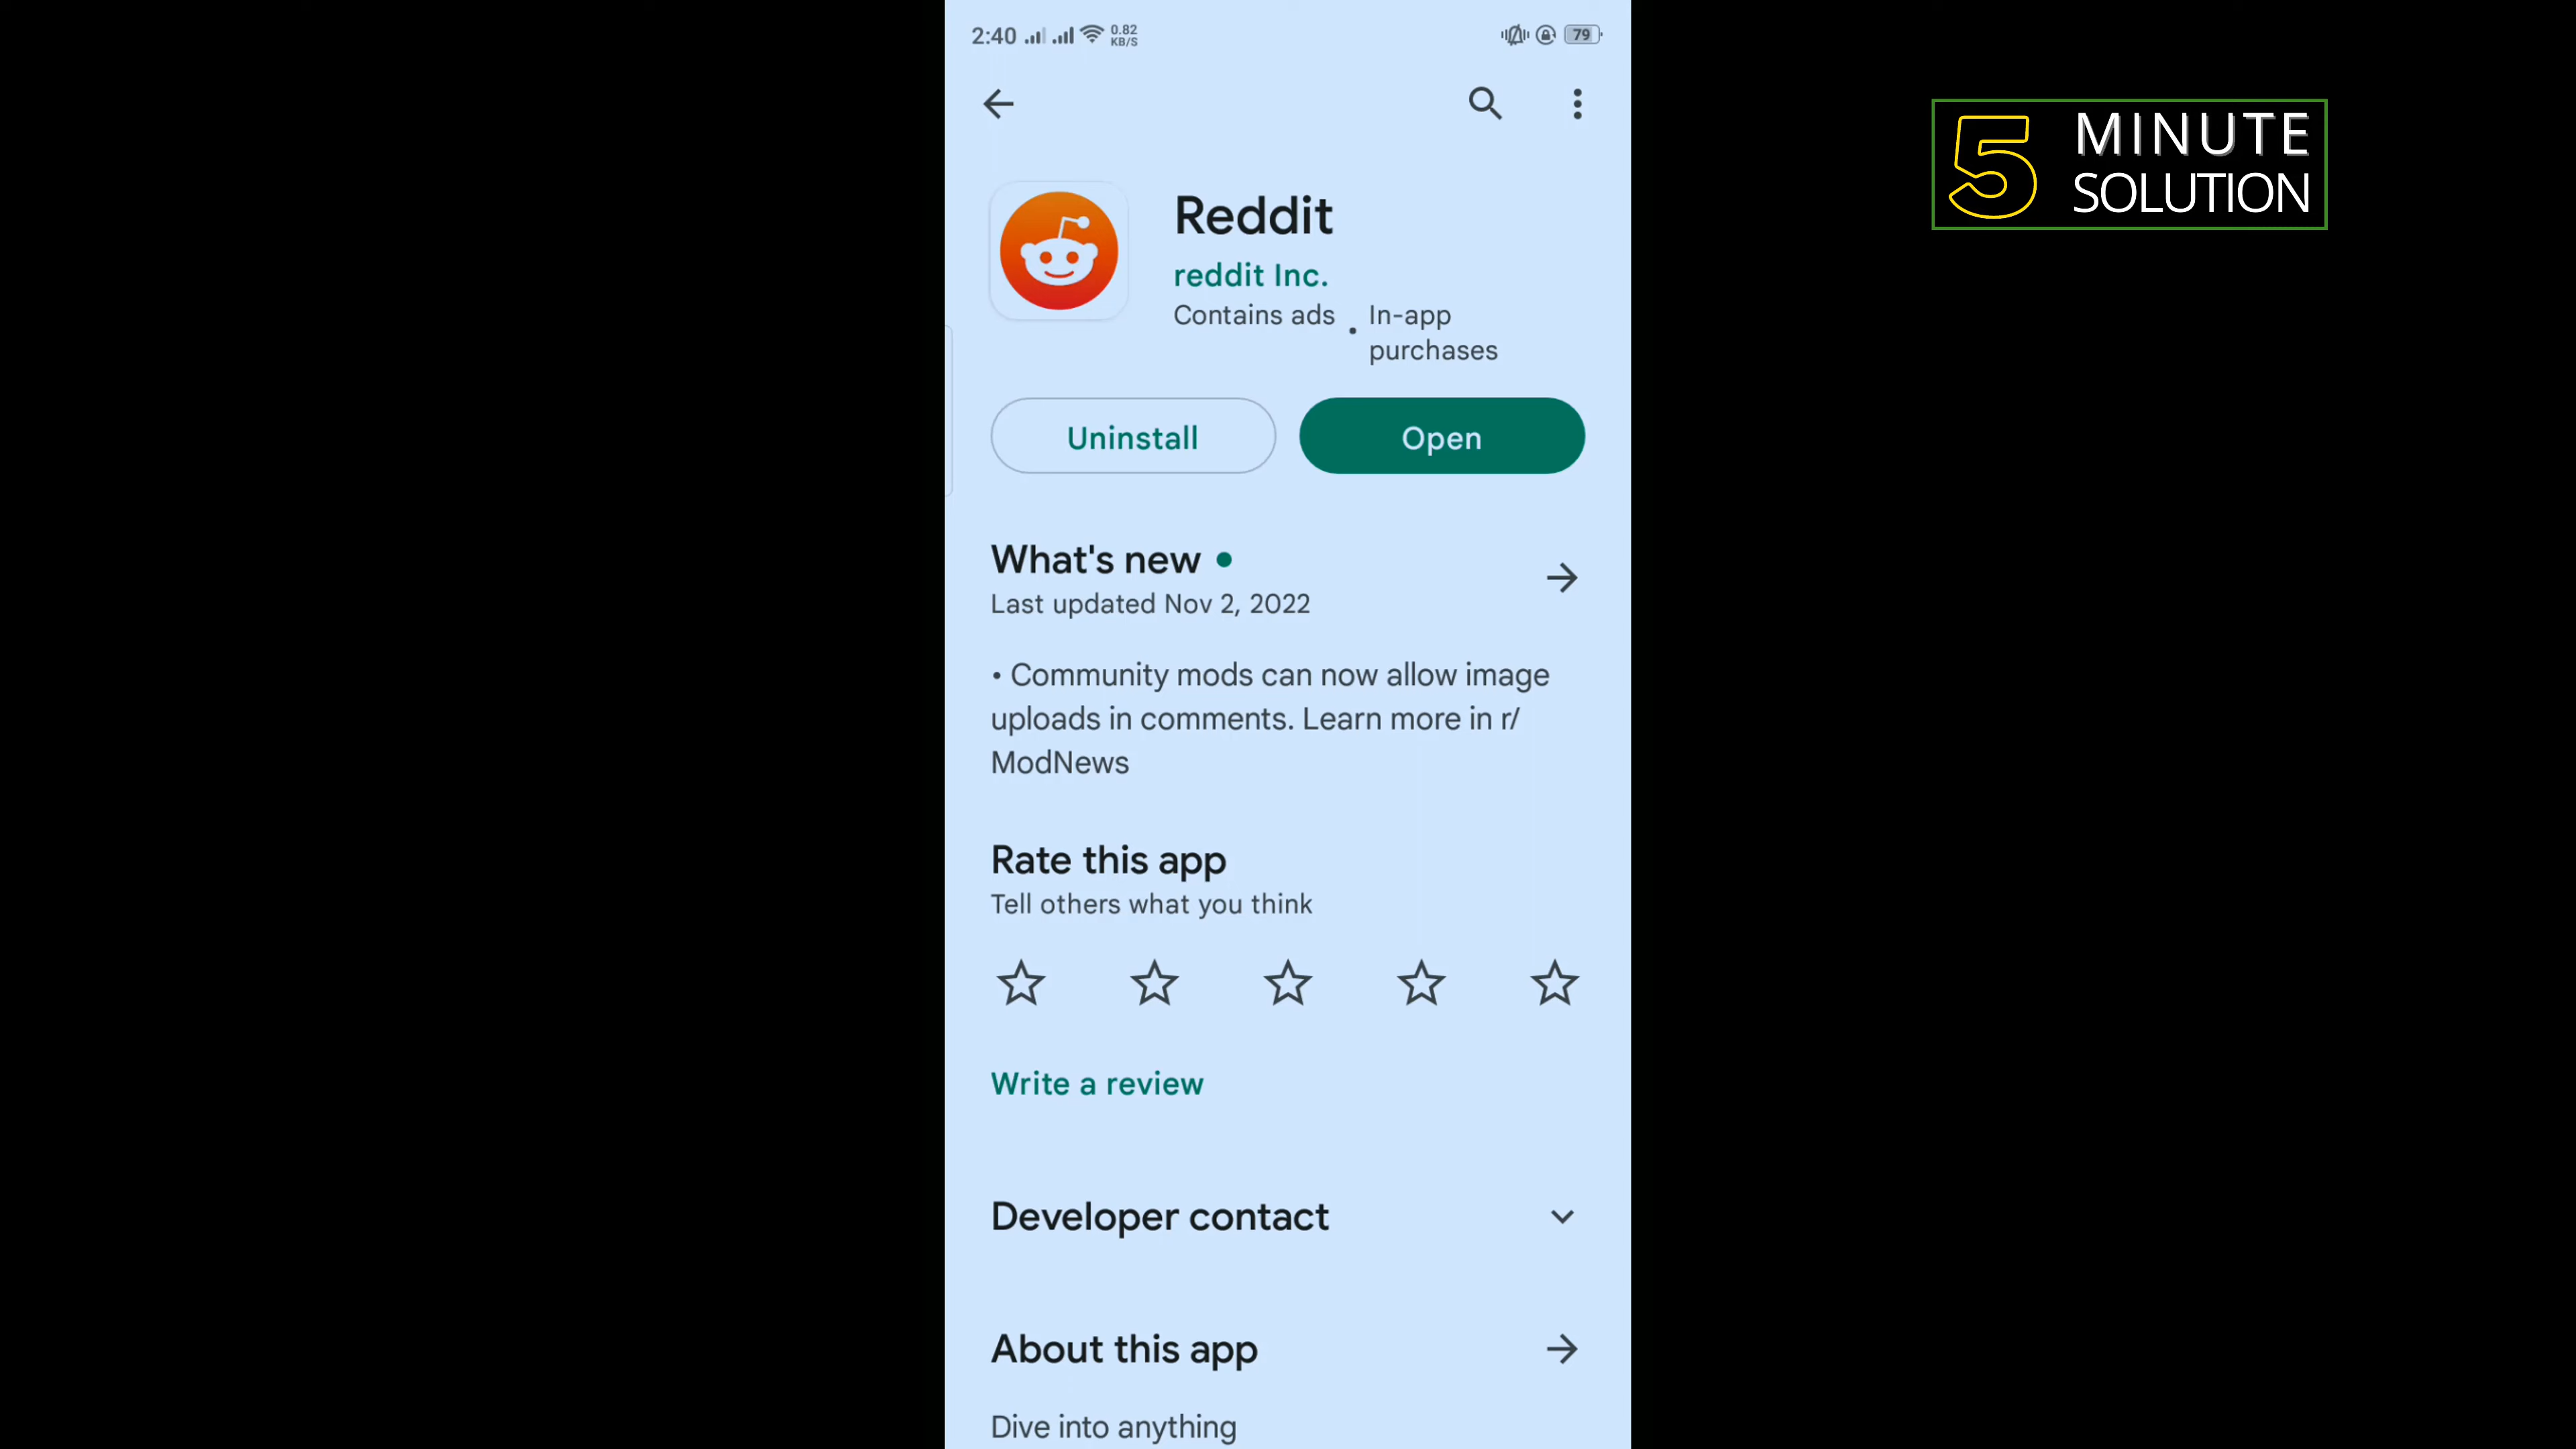 2:40 0.82 KB/S 79
5 MINUTE
SOLUTION
Reddit
reddit Inc.
Contains ads • In-app
purchases
Uninstall
Open
What's new
Last updated Nov 2, 2022
• Community mods can now allow image
uploads in comments. Learn more in r/
ModNews
Rate this app
Tell others what you think
Write a review
Developer contact
About this app
Dive into anything